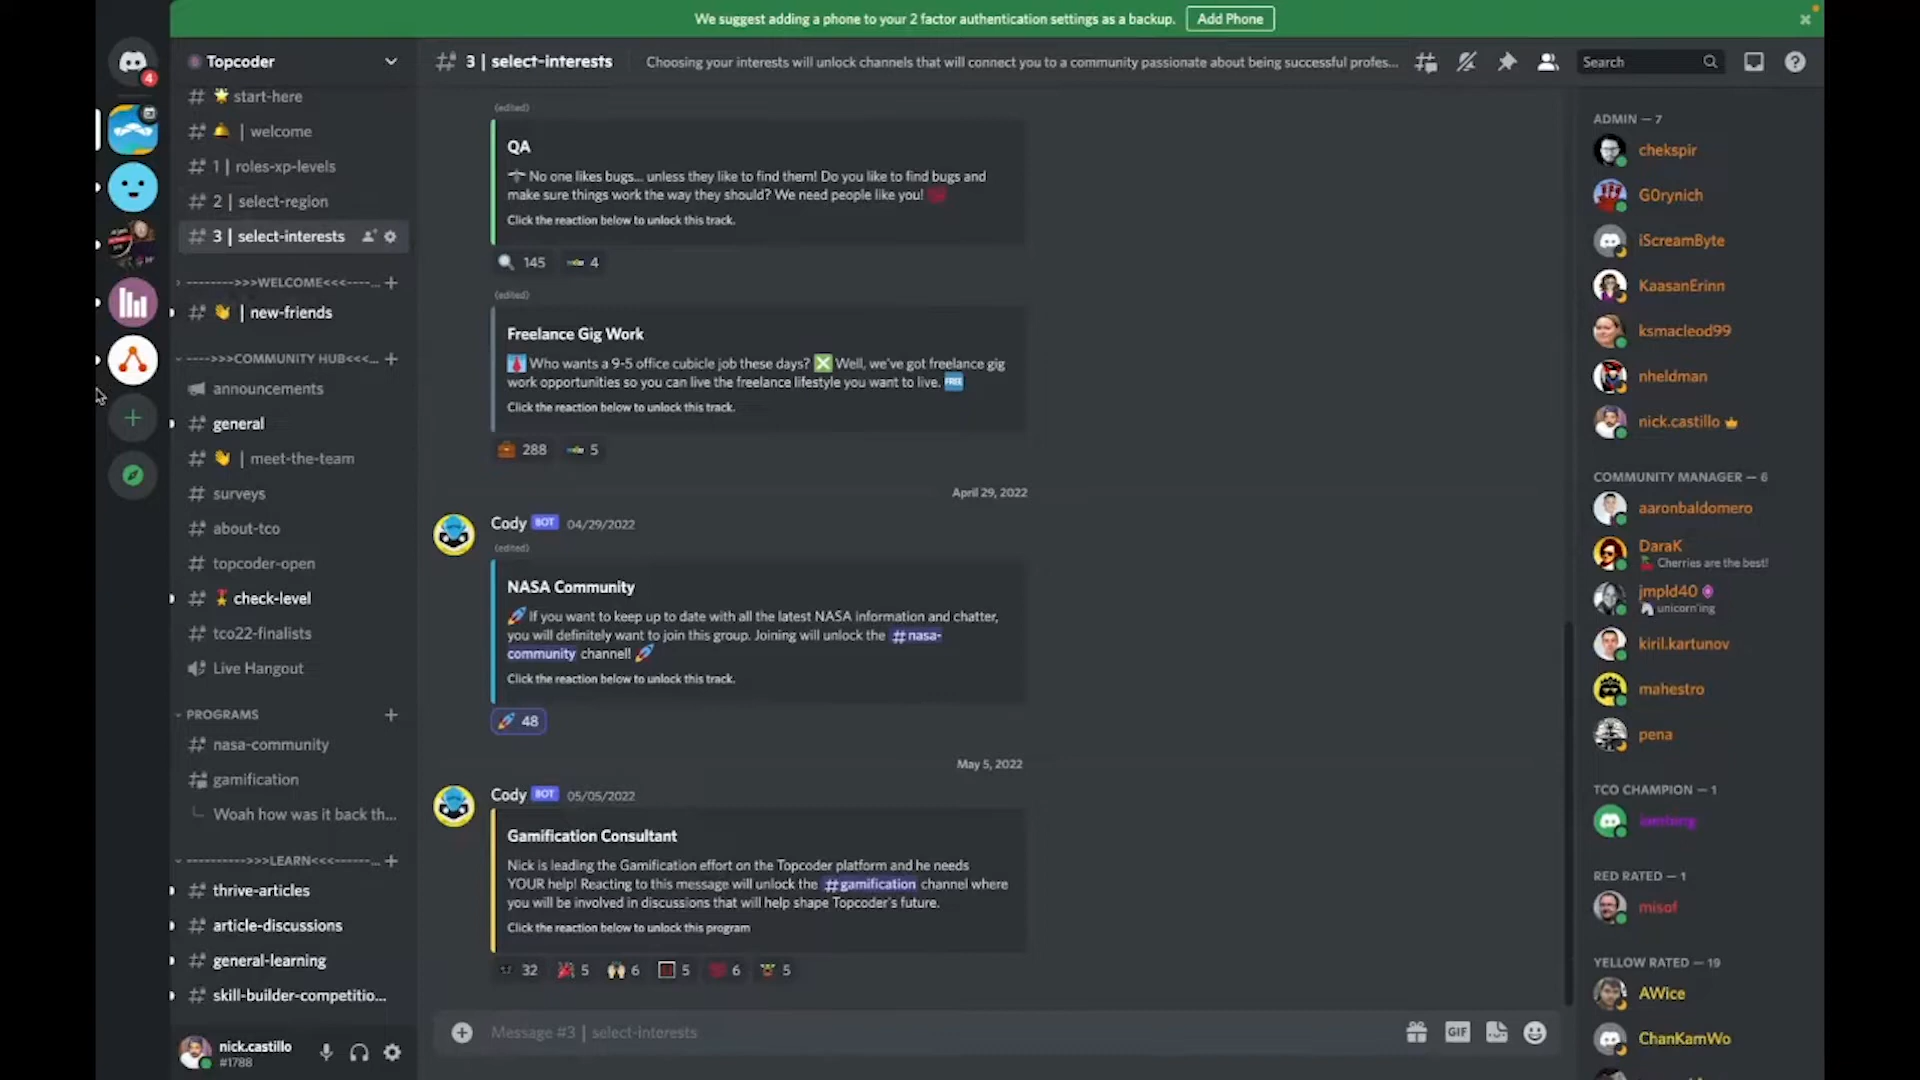 We suggest adding a phone to your 2 factor authentication settings as a backup. Add Phone
4
Topcoder
start-here
| welcome
1 | roles-xp-levels
2 | select-region
3 | select-interests
-------->>>WELCOME<<<----...
| new-friends
---->>>COMMUNITY HUB<<<...
announcements
general
| meet-the-team
surveys
about-tco
topcoder-open
check-level
tco22-finalists
Live Hangout
PROGRAMS
nasa-community
gamification
Woah how was it back th...
---------->>>LEARN<<<------...
thrive-articles
article-discussions
general-learning
skill-builder-competitio...
nick.castillo
#1788
3 | select-interests
Choosing your interests will unlock channels that will connect you to a community passionate about being successful profes...
Search
(edited)
QA
No one likes bugs... unless they like to find them! Do you like to find bugs and
make sure things work the way they should? We need people like you!
Click the reaction below to unlock this track.
145 4
(edited)
Freelance Gig Work
Who wants a 9-5 office cubicle job these days? Well, we've got freelance gig
work opportunities so you can live the freelance lifestyle you want to live. FREE
Click the reaction below to unlock this track.
288 5
April 29, 2022
Cody BOT 04/29/2022
(edited)
NASA Community
If you want to keep up to date with all the latest NASA information and chatter,
you will definitely want to join this group. Joining will unlock the #nasa-
community channel!
Click the reaction below to unlock this track.
48
May 5, 2022
Cody BOT 05/05/2022
Gamification Consultant
Nick is leading the Gamification effort on the Topcoder platform and he needs
YOUR help! Reacting to this message will unlock the #gamification channel where
you will be involved in discussions that will help shape Topcoder's future.
Click the reaction below to unlock this program
32 5 6 5 6 5
Message #3 | select-interests
GIF
ADMIN — 7
chekspir
G0rynich
iScreamByte
KaasanErinn
ksmacleod99
nheldman
nick.castillo
COMMUNITY MANAGER — 6
aaronbaldomero
DaraK
Cherries are the best!
jmpld40
unicorn'ing
kiril.kartunov
mahestro
pena
TCO CHAMPION — 1
RED RATED — 1
misof
YELLOW RATED — 19
AWice
ChanKamWo